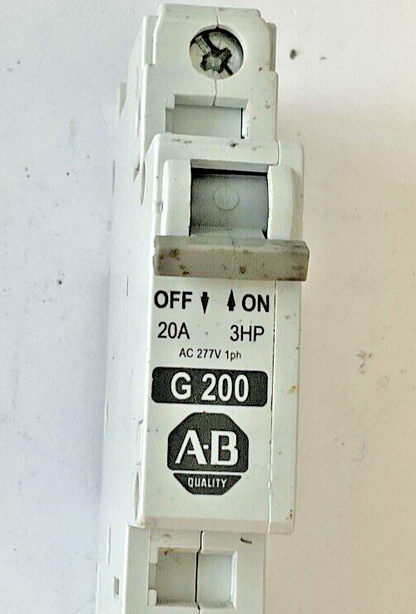 OFF ON
20A 3HP
AC 277V 1ph
G 200
A-B
QUALITY